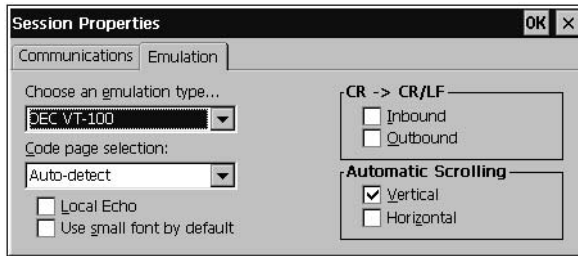 Session Properties OK ×
Communications Emulation
Choose an emulation type...
DEC VT-100
Code page selection:
Auto-detect
Local Echo
Use small font by default
CR -> CR/LF
Inbound
Outbound
Automatic Scrolling
Vertical
Horizontal